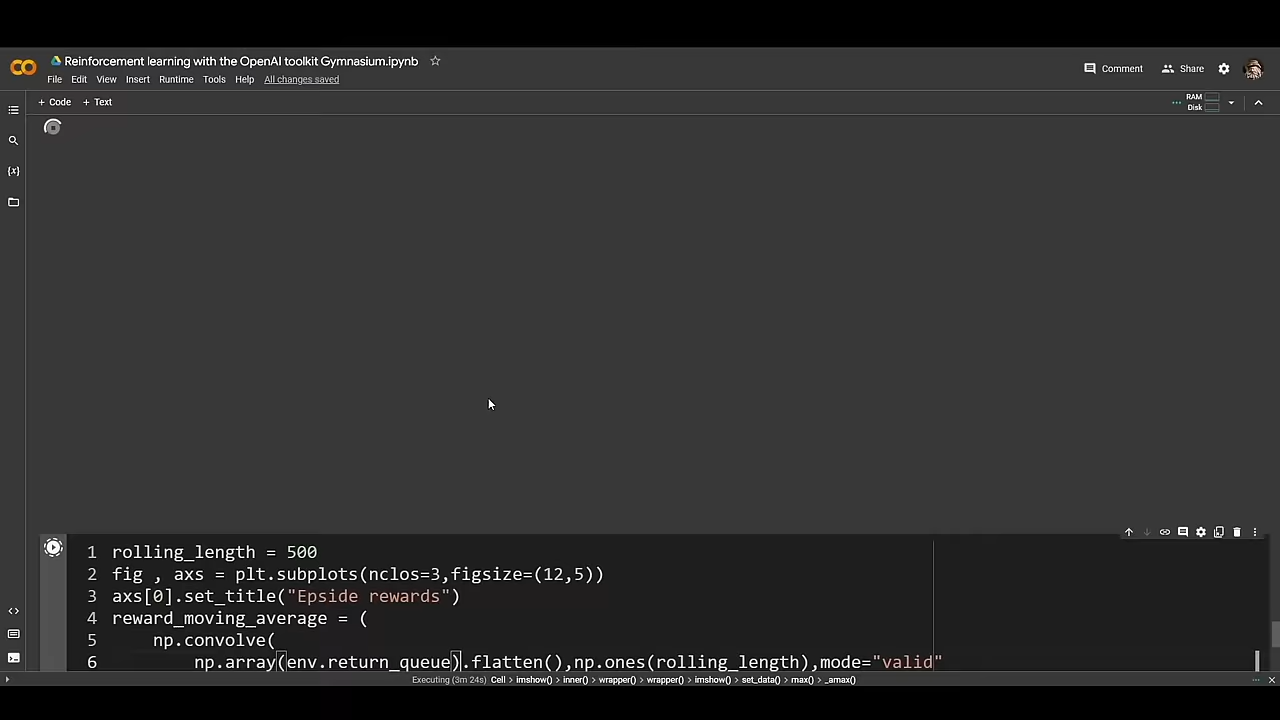 Reinforcement learning with the OpenAI toolkit Gymnasium.ipynb
File Edit View Insert Runtime Tools Help All changes saved
Comment Share
+ Code + Text
RAM
Disk
{x}
1 rolling_length = 500
2 fig , axs = plt.subplots(nclos=3,figsize=(12,5))
3 axs[0].set_title("Epside rewards")
4 reward_moving_average = (
5 np.convolve(
6 np.array(env.return_queue).flatten(),np.ones(rolling_length),mode="valid"
Executing (3m 24s) Cell > imshow() > inner() > wrapper() > wrapper() > imshow() > set_data() > max() > _amax()